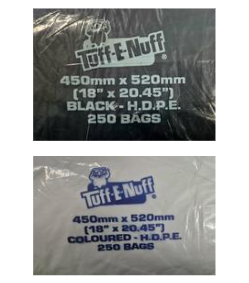 Tuff-E-Nuff®
450mm x 520mm
(18" x 20.45")
BLACK - H.D.P.E.
250 BAGS
Tuff-E-Nuff®
450mm x 520mm
(18" x 20.45")
COLOURED - H.D.P.E.
250 BAGS